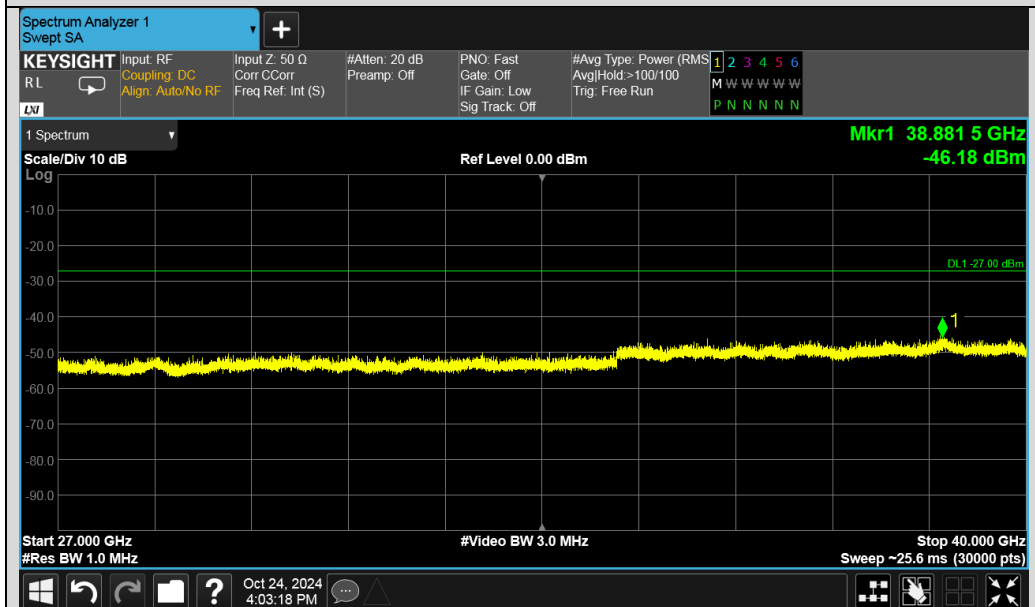 Spectrum Analyzer 1
Swept SA
+
KEYSIGHT
R L
LXI
Input: RF
Coupling: DC
Align: Auto/No RF
Input Z: 50 Ω
Corr CCorr
Freq Ref: Int (S)
#Atten: 20 dB
Preamp: Off
PNO: Fast
Gate: Off
IF Gain: Low
Sig Track: Off
#Avg Type: Power (RMS
Avg|Hold:>100/100
Trig: Free Run
1 2 3 4 5 6
M W W W W W
P N N N N N
1 Spectrum
Mkr1 38.881 5 GHz
-46.18 dBm
Scale/Div 10 dB
Ref Level 0.00 dBm
Log
-10.0
-20.0
DL1 -27.00 dBm
-30.0
-40.0
1
-50.0
-60.0
-70.0
-80.0
-90.0
Start 27.000 GHz
#Video BW 3.0 MHz
Stop 40.000 GHz
#Res BW 1.0 MHz
Sweep ~25.6 ms (30000 pts)
?
Oct 24, 2024
4:03:18 PM